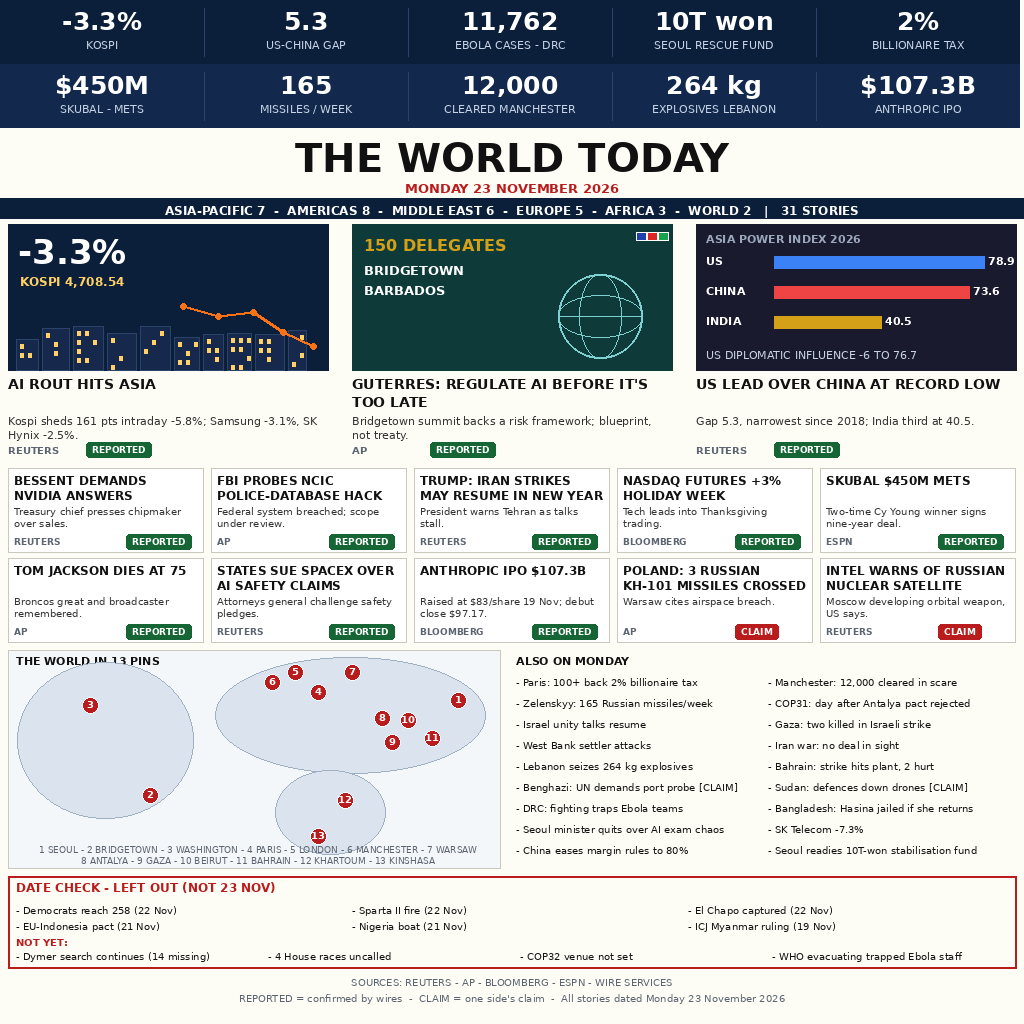 -3.3%
KOSPI
5.3
US-CHINA GAP
11,762
EBOLA CASES - DRC
10T won
SEOUL RESCUE FUND
2%
BILLIONAIRE TAX
$450M
SKUBAL - METS
165
MISSILES / WEEK
12,000
CLEARED MANCHESTER
264 kg
EXPLOSIVES LEBANON
$107.3B
ANTHROPIC IPO
THE WORLD TODAY
MONDAY 23 NOVEMBER 2026
ASIA-PACIFIC 7 - AMERICAS 8 - MIDDLE EAST 6 - EUROPE 5 - AFRICA 3 - WORLD 2 | 31 STORIES
-3.3%
KOSPI 4,708.54
AI ROUT HITS ASIA
Kospi sheds 161 pts intraday -5.8%; Samsung -3.1%, SK
Hynix -2.5%.
REUTERS REPORTED
150 DELEGATES
BRIDGETOWN
BARBADOS
GUTERRES: REGULATE AI BEFORE IT'S
TOO LATE
Bridgetown summit backs a risk framework; blueprint,
not treaty.
AP REPORTED
ASIA POWER INDEX 2026
US 78.9
CHINA 73.6
INDIA 40.5
US DIPLOMATIC INFLUENCE -6 TO 76.7
US LEAD OVER CHINA AT RECORD LOW
Gap 5.3, narrowest since 2018; India third at 40.5.
REUTERS REPORTED
BESSENT DEMANDS
NVIDIA ANSWERS
Treasury chief presses chipmaker
over sales.
REUTERS REPORTED
FBI PROBES NCIC
POLICE-DATABASE HACK
Federal system breached; scope
under review.
AP REPORTED
TRUMP: IRAN STRIKES
MAY RESUME IN NEW YEAR
President warns Tehran as talks
stall.
REUTERS REPORTED
NASDAQ FUTURES +3%
HOLIDAY WEEK
Tech leads into Thanksgiving
trading.
BLOOMBERG REPORTED
SKUBAL $450M METS
Two-time Cy Young winner signs
nine-year deal.
ESPN REPORTED
TOM JACKSON DIES AT 75
Broncos great and broadcaster
remembered.
AP REPORTED
STATES SUE SPACEX OVER
AI SAFETY CLAIMS
Attorneys general challenge safety
pledges.
REUTERS REPORTED
ANTHROPIC IPO $107.3B
Raised at $83/share 19 Nov; debut
close $97.17.
BLOOMBERG REPORTED
POLAND: 3 RUSSIAN
KH-101 MISSILES CROSSED
Warsaw cites airspace breach.
AP CLAIM
INTEL WARNS OF RUSSIAN
NUCLEAR SATELLITE
Moscow developing orbital weapon,
US says.
REUTERS CLAIM
THE WORLD IN 13 PINS
5
7
6
4
3
1
8
10
11
9
2
12
13
1 SEOUL - 2 BRIDGETOWN - 3 WASHINGTON - 4 PARIS - 5 LONDON - 6 MANCHESTER - 7 WARSAW
8 ANTALYA - 9 GAZA - 10 BEIRUT - 11 BAHRAIN - 12 KHARTOUM - 13 KINSHASA
ALSO ON MONDAY
- Paris: 100+ back 2% billionaire tax
- Zelenskyy: 165 Russian missiles/week
- Israel unity talks resume
- West Bank settler attacks
- Lebanon seizes 264 kg explosives
- Benghazi: UN demands port probe [CLAIM]
- DRC: fighting traps Ebola teams
- Seoul minister quits over AI exam chaos
- China eases margin rules to 80%
- Manchester: 12,000 cleared in scare
- COP31: day after Antalya pact rejected
- Gaza: two killed in Israeli strike
- Iran war: no deal in sight
- Bahrain: strike hits plant, 2 hurt
- Sudan: defences down drones [CLAIM]
- Bangladesh: Hasina jailed if she returns
- SK Telecom -7.3%
- Seoul readies 10T-won stabilisation fund
DATE CHECK - LEFT OUT (NOT 23 NOV)
- Democrats reach 258 (22 Nov)
- Sparta II fire (22 Nov)
- El Chapo captured (22 Nov)
- EU-Indonesia pact (21 Nov)
- Nigeria boat (21 Nov)
- ICJ Myanmar ruling (19 Nov)
NOT YET:
- Dymer search continues (14 missing)
- 4 House races uncalled
- COP32 venue not set
- WHO evacuating trapped Ebola staff
SOURCES: REUTERS - AP - BLOOMBERG - ESPN - WIRE SERVICES
REPORTED = confirmed by wires - CLAIM = one side's claim - All stories dated Monday 23 November 2026